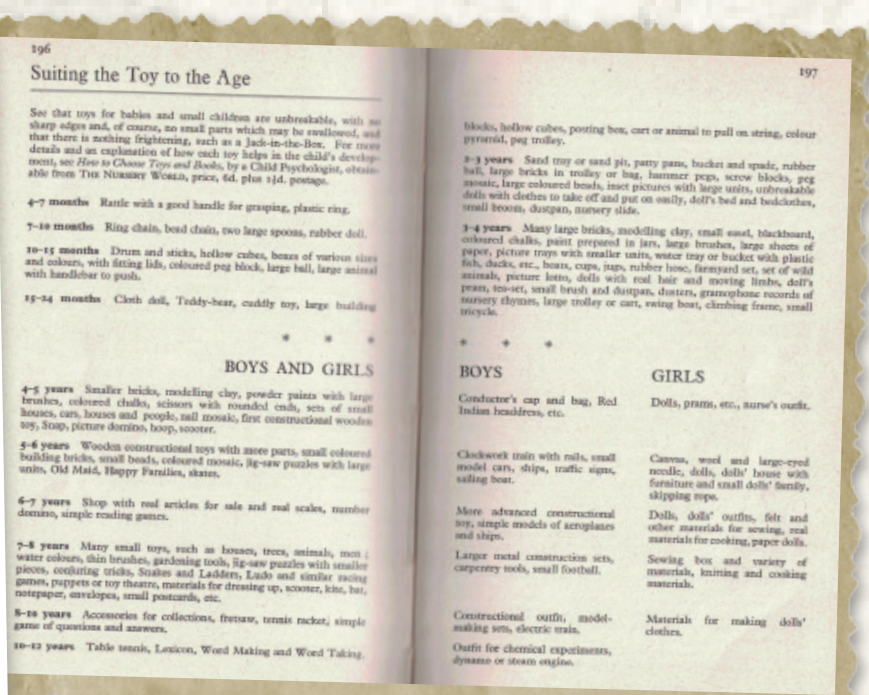 196
Suiting the Toy to the Age
See that toys for babies and small children are unbreakable, with no
sharp edges and, of course, no small parts which may be swallowed, and
that there is nothing frightening, such as a Jack-in-the-Box. For more
details and an explanation of how each toy helps in the child's develop-
ment, see How to Choose Toys and Books, by a Child Psychologist, obtain-
able from THE NURSERY WORLD, price, 6d. plus postage.
4-7 months Rattle with a good handle for grasping, plastic ring.
7-10 months Ring chain, bead chain, two large spoons, rubber doll.
10-15 months Drum and sticks, hollow cubes, boxes of various sizes
and colours, with fitting lids, coloured peg block, large ball, large animal
with handlebar to push.
15-24 months Cloth doll, Teddy-bear, cuddly toy, large building
* * *
BOYS AND GIRLS
4-5 years Smaller bricks, modelling clay, powder paints with large
brushes, coloured chalks, scissors with rounded ends, sets of small
houses, cars, houses and people, nail mosaic, first constructional wooden
toy, Snap, picture domino, hoop, scooter.
5-6 years Wooden constructional toys with more parts, small coloured
building bricks, small beads, coloured mosaic, jig-saw puzzles with large
units, Old Maid, Happy Families, skates.
6-7 years Shop with real articles for sale and real scales, number
domino, simple reading games.
7-8 years Many small toys, such as houses, trees, animals, men ;
water colours, thin brushes, gardening tools, jig-saw puzzles with smaller
pieces, conjuring tricks, Snakes and Ladders, Ludo and similar racing
games, puppets or toy theatre, materials for dressing up, scooter, kite, bat,
notepaper, envelopes, small postcards, etc.
8-10 years Accessories for collections, fretsaw, tennis racket, simple
game of questions and answers.
10-12 years Table tennis, Lexicon, Word Making and Word Taking.
197
blocks, hollow cubes, posting box, cart or animal to pull on string, colour
pyramid, peg trolley.
2-3 years Sand tray or sand pit, party pans, bucket and spade, rubber
ball, large bricks in trolley or bag, hammer pegs, screw blocks, peg
mosaic, large coloured beads, inset pictures with large units, unbreakable
dolls with clothes to take off and put on easily, doll's bed and bedclothes,
small broom, dustpan, nursery slide.
3-4 years Many large bricks, modelling clay, small easel, blackboard,
coloured chalks, paint prepared in jars, large brushes, large sheets of
paper, picture trays with smaller units, water tray or bucket with plastic
fish, ducks, etc., boats, cups, jugs, rubber hose, farmyard set, set of wild
animals, picture lotto, dolls with real hair and moving limbs, doll's
pram, tea-set, small brush and dustpan, dusters, gramophone records of
nursery rhymes, large trolley or cart, swing boat, climbing frame, small
tricycle.
* * *
BOYS
Conductor's cap and bag, Red
Indian headdress, etc.
Clockwork train with rails, small
model cars, ships, traffic signs,
sailing boat.
More advanced constructional
toy, simple models of aeroplanes
and ships.
Larger metal construction sets,
carpentry tools, small football.
Constructional outfit, model-
making sets, electric train.
Outfit for chemical experiments,
dynamo or steam engine.
GIRLS
Dolls, prams, etc., nurse's outfit.
Canvas, wool and large-eyed
needle, dolls, dolls' house with
furniture and small dolls' family,
skipping rope.
Dolls, dolls' outfits, felt and
other materials for sewing, real
materials for cooking, paper dolls.
Sewing box and variety of
materials, knitting and cooking
materials.
Materials for making dolls'
clothes.